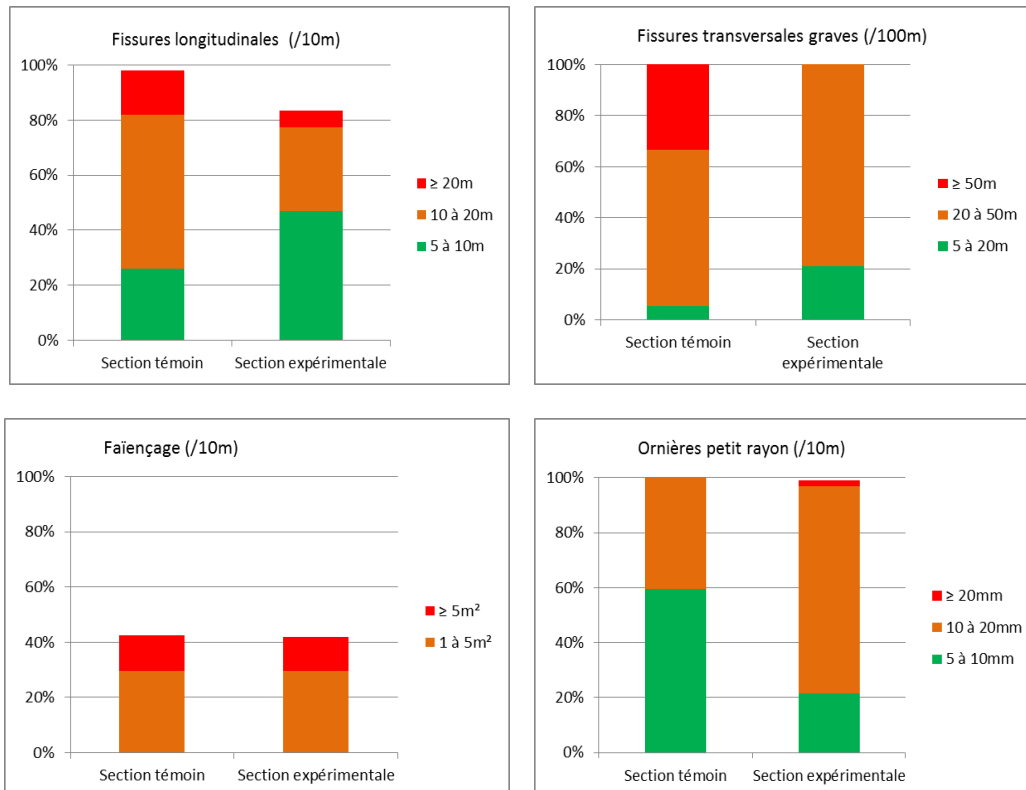 Fissures longitudinales (/10m)
100%
80%
60%
40%
20%
0%
Section témoin
Section expérimentale
≥ 20m
10 à 20m
5 à 10m
Fissures transversales graves (/100m)
100%
80%
60%
40%
20%
0%
Section témoin
Section
expérimentale
≥ 50m
20 à 50m
5 à 20m
Faïençage (/10m)
100%
80%
60%
40%
20%
0%
Section témoin
Section expérimentale
≥ 5m²
1 à 5m²
Ornières petit rayon (/10m)
100%
80%
60%
40%
20%
0%
Section témoin
Section expérimentale
≥ 20mm
10 à 20mm
5 à 10mm